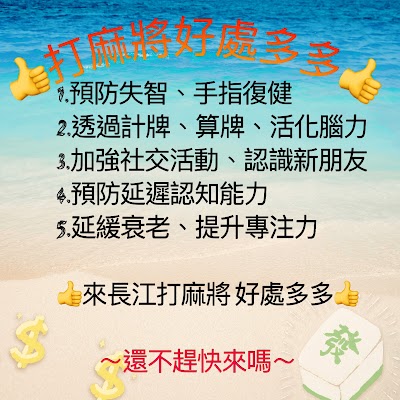 打麻將好處多多
1.預防失智、手指復健
2.透過計牌、算牌、活化腦力
3.加強社交活動、認識新朋友
4.預防延遲認知能力
5.延緩衰老、提升專注力
來長江打麻將 好處多多
～還不趕快來嗎～
發